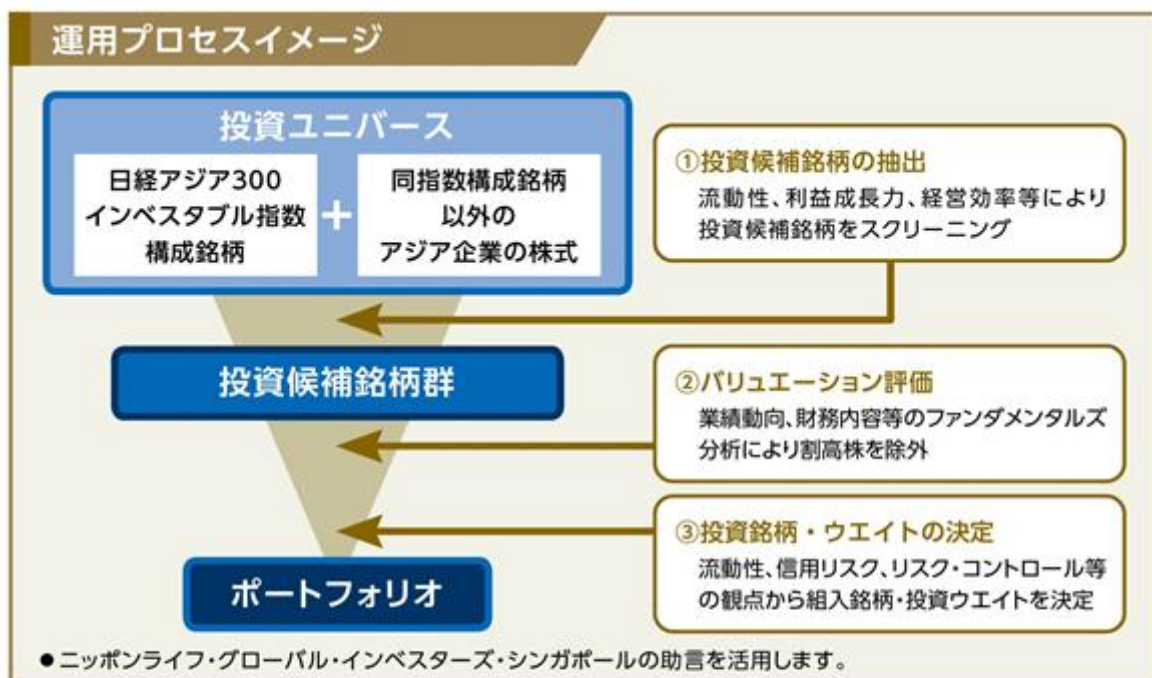 運用プロセスイメージ
投資ユニバース
日経アジア300
インベスタブル指数
構成銘柄
+
同指数構成銘柄
以外の
アジア企業の株式
①投資候補銘柄の抽出
流動性、利益成長力、経営効率等により
投資候補銘柄をスクリーニング
投資候補銘柄群
②バリュエーション評価
業績動向、財務内容等のファンダメンタルズ
分析により割高株を除外
③投資銘柄・ウエイトの決定
流動性、信用リスク、リスク・コントロール等
の観点から組入銘柄・投資ウエイトを決定
ポートフォリオ
●ニッポンライフ・グローバル・インベスターズ・シンガポールの助言を活用します。